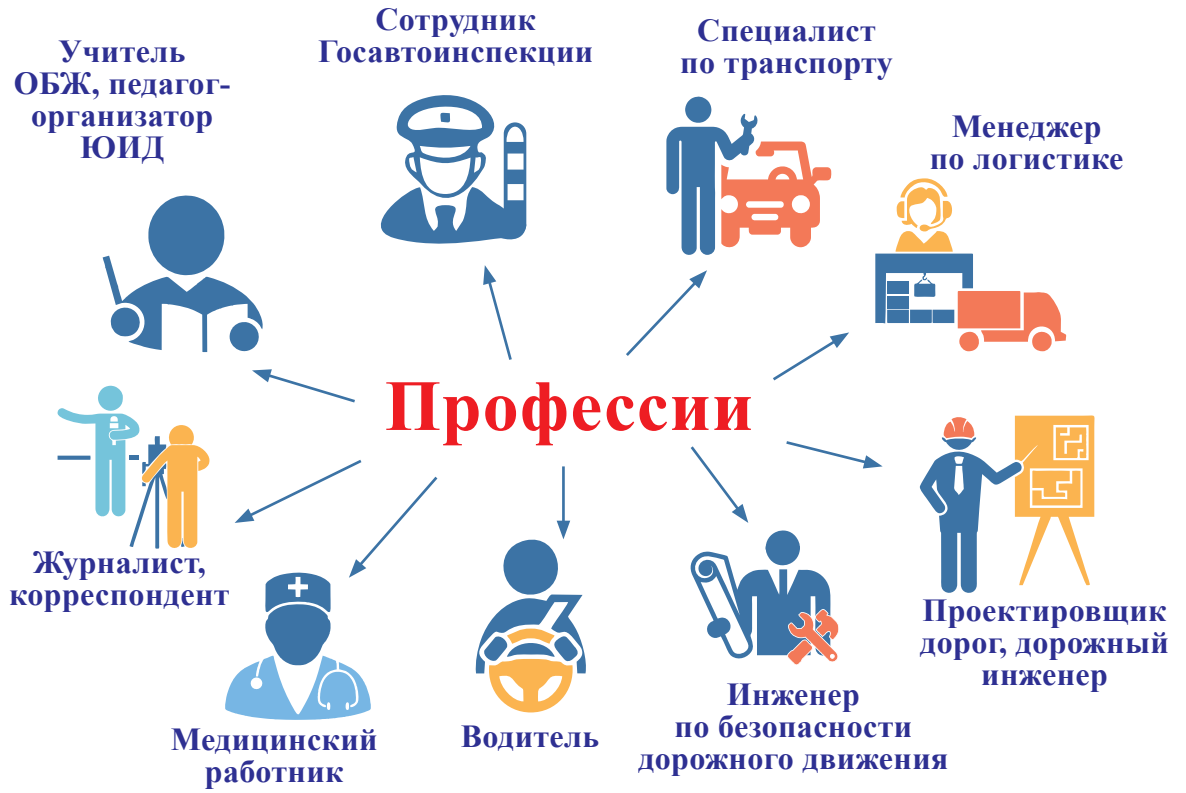 Учитель
ОБЖ, педагог-
организатор
ЮИД
Сотрудник
Госавтоинспекции
Специалист
по транспорту
Менеджер
по логистике
Профессии
Журналист,
корреспондент
Медицинский
работник
Водитель
Инженер
по безопасности
дорожного движения
Проектировщик
дорог, дорожный
инженер